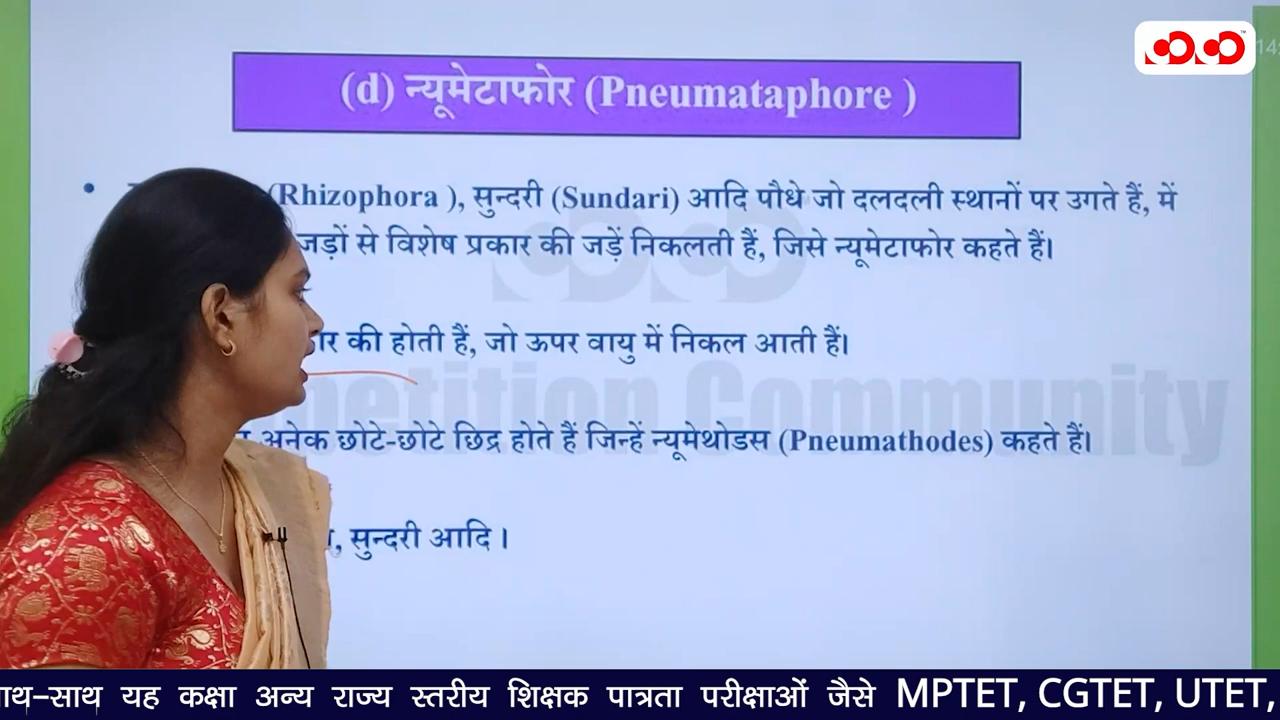 (d) न्यूमेटाफोर (Pneumataphore )
(Rhizophora ), सुन्दरी (Sundari) आदि पौधे जो दलदली स्थानों पर उगते हैं, में
जड़ों से विशेष प्रकार की जड़ें निकलती हैं, जिसे न्यूमेटाफोर कहते हैं।
की होती हैं, जो ऊपर वायु में निकल आती हैं।
अनेक छोटे-छोटे छिद्र होते हैं जिन्हें न्यूमेथोडस (Pneumathodes) कहते हैं।
सुन्दरी आदि ।
Community
साथ यह कक्षा अन्य राज्य स्तरीय शिक्षक पात्रता परीक्षाओं जैसे MPTET, CGTET, UTET,